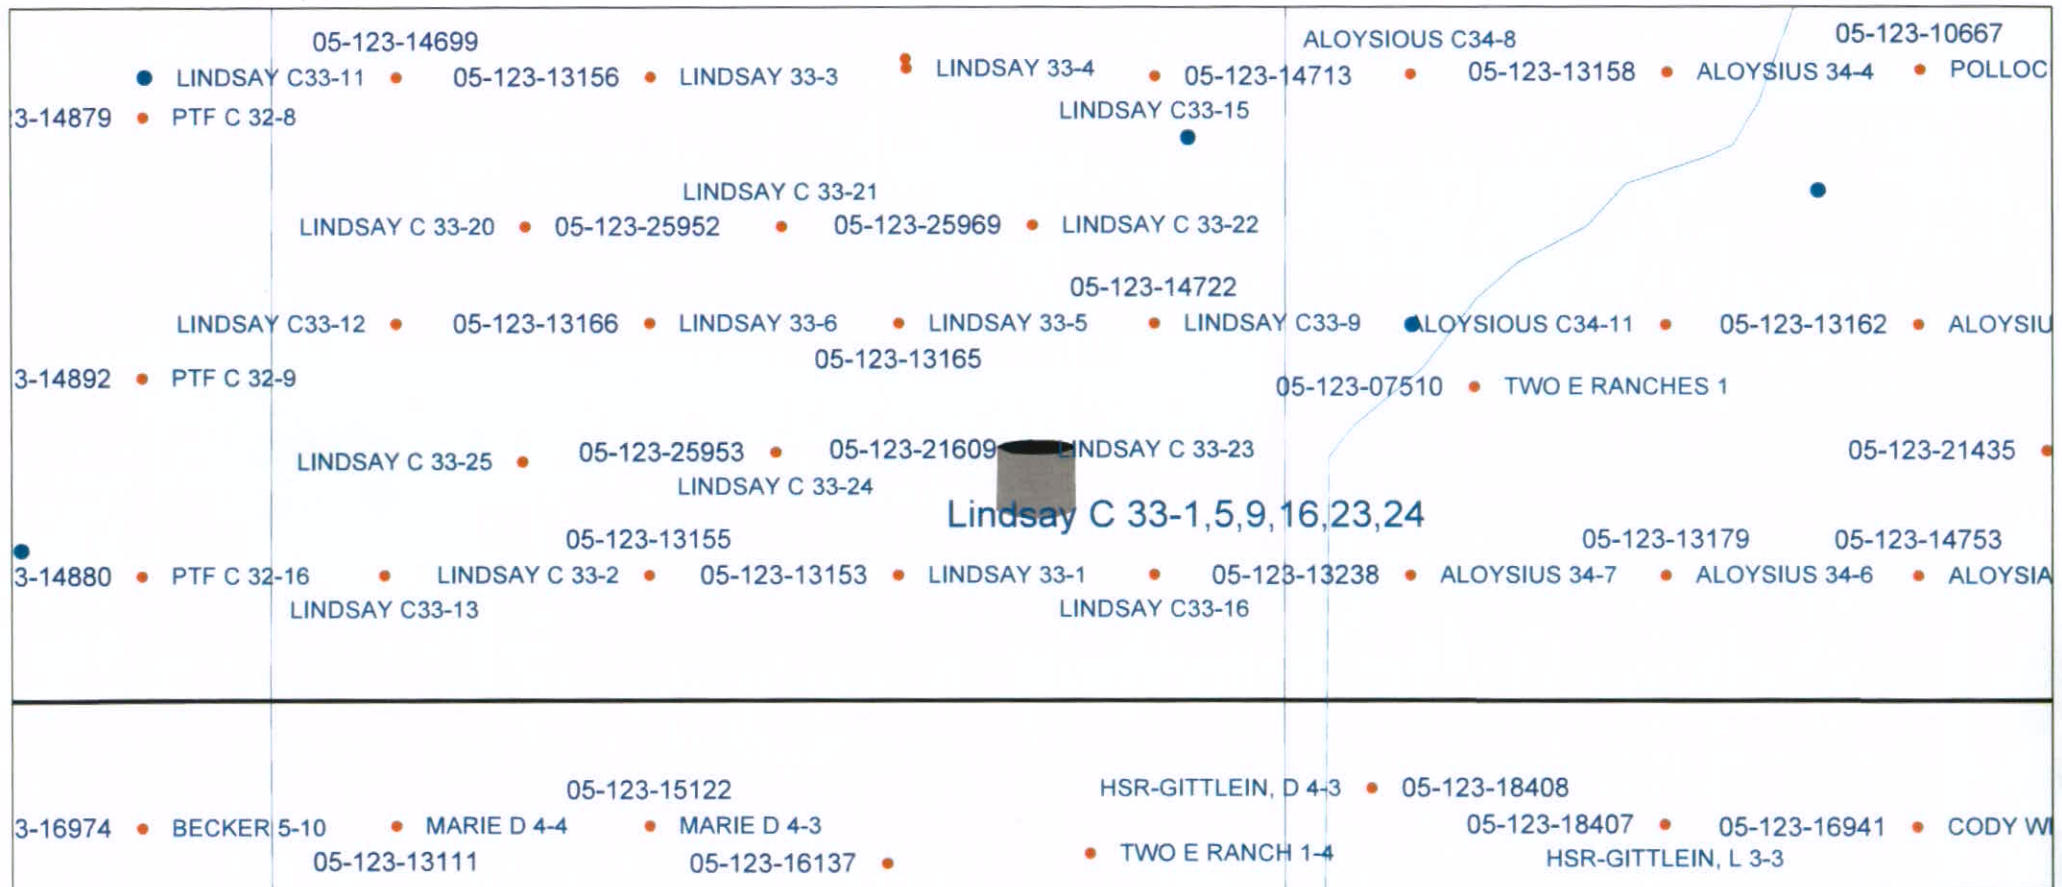 05-123-14699
ALOYSIOUS C34-8
05-123-10667
LINDSAY C33-11
05-123-13156
LINDSAY 33-3
LINDSAY 33-4
05-123-14713
05-123-13158
ALOYSIUS 34-4
POLLOC
3-14879
PTF C 32-8
LINDSAY C33-15
LINDSAY C 33-21
LINDSAY C 33-20
05-123-25952
05-123-25969
LINDSAY C 33-22
05-123-14722
LINDSAY C33-12
05-123-13166
LINDSAY 33-6
LINDSAY 33-5
LINDSAY C33-9
ALOYSIOUS C34-11
05-123-13162
ALOYSIU
05-123-13165
3-14892
PTF C 32-9
05-123-07510
TWO E RANCHES 1
LINDSAY C 33-25
05-123-25953
05-123-21609
LINDSAY C 33-23
05-123-21435
LINDSAY C 33-24
Lindsay C 33-1,5,9,16,23,24
05-123-13155
05-123-13179
05-123-14753
3-14880
PTF C 32-16
LINDSAY C 33-2
05-123-13153
LINDSAY 33-1
05-123-13238
ALOYSIUS 34-7
ALOYSIUS 34-6
ALOYSIA
LINDSAY C33-13
LINDSAY C33-16
05-123-15122
HSR-GITTLEIN, D 4-3
05-123-18408
3-16974
BECKER 5-10
MARIE D 4-4
MARIE D 4-3
05-123-18407
05-123-16941
CODY WI
05-123-13111
05-123-16137
TWO E RANCH 1-4
HSR-GITTLEIN, L 3-3